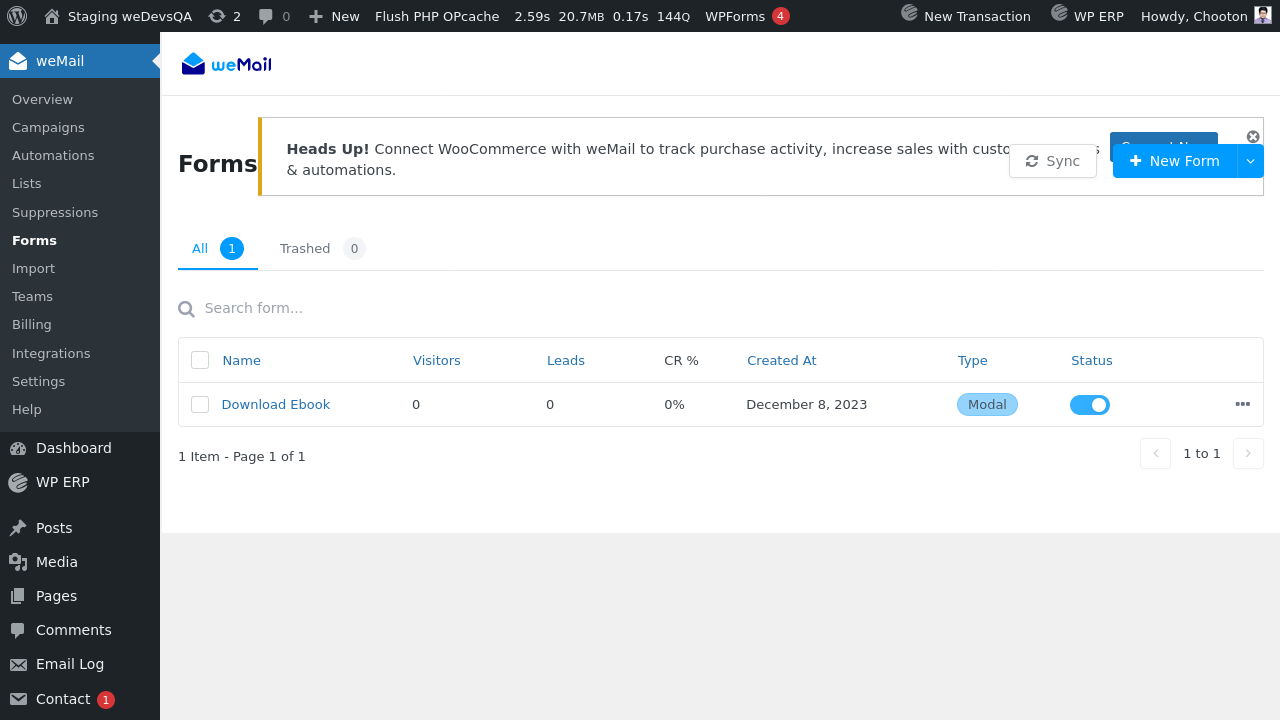 Staging weDevsQA 2 0 New Flush PHP OPcache 2.59s 20.7MB 0.17s 144Q WPForms 4 New Transaction WP ERP Howdy, Chooton
weMail
Overview
Campaigns
Automations
Lists
Suppressions
Forms
Import
Teams
Billing
Integrations
Settings
Help
Dashboard
WP ERP
Posts
Media
Pages
Comments
Email Log
Contact 1
weMail
Forms
Heads Up! Connect WooCommerce with weMail to track purchase activity, increase sales with
& automations.
Sync
New Form
All 1 Trashed 0
Search form...
Name Visitors Leads CR % Created At Type Status
Download Ebook 0 0 0% December 8, 2023 Modal
1 Item - Page 1 of 1
1 to 1